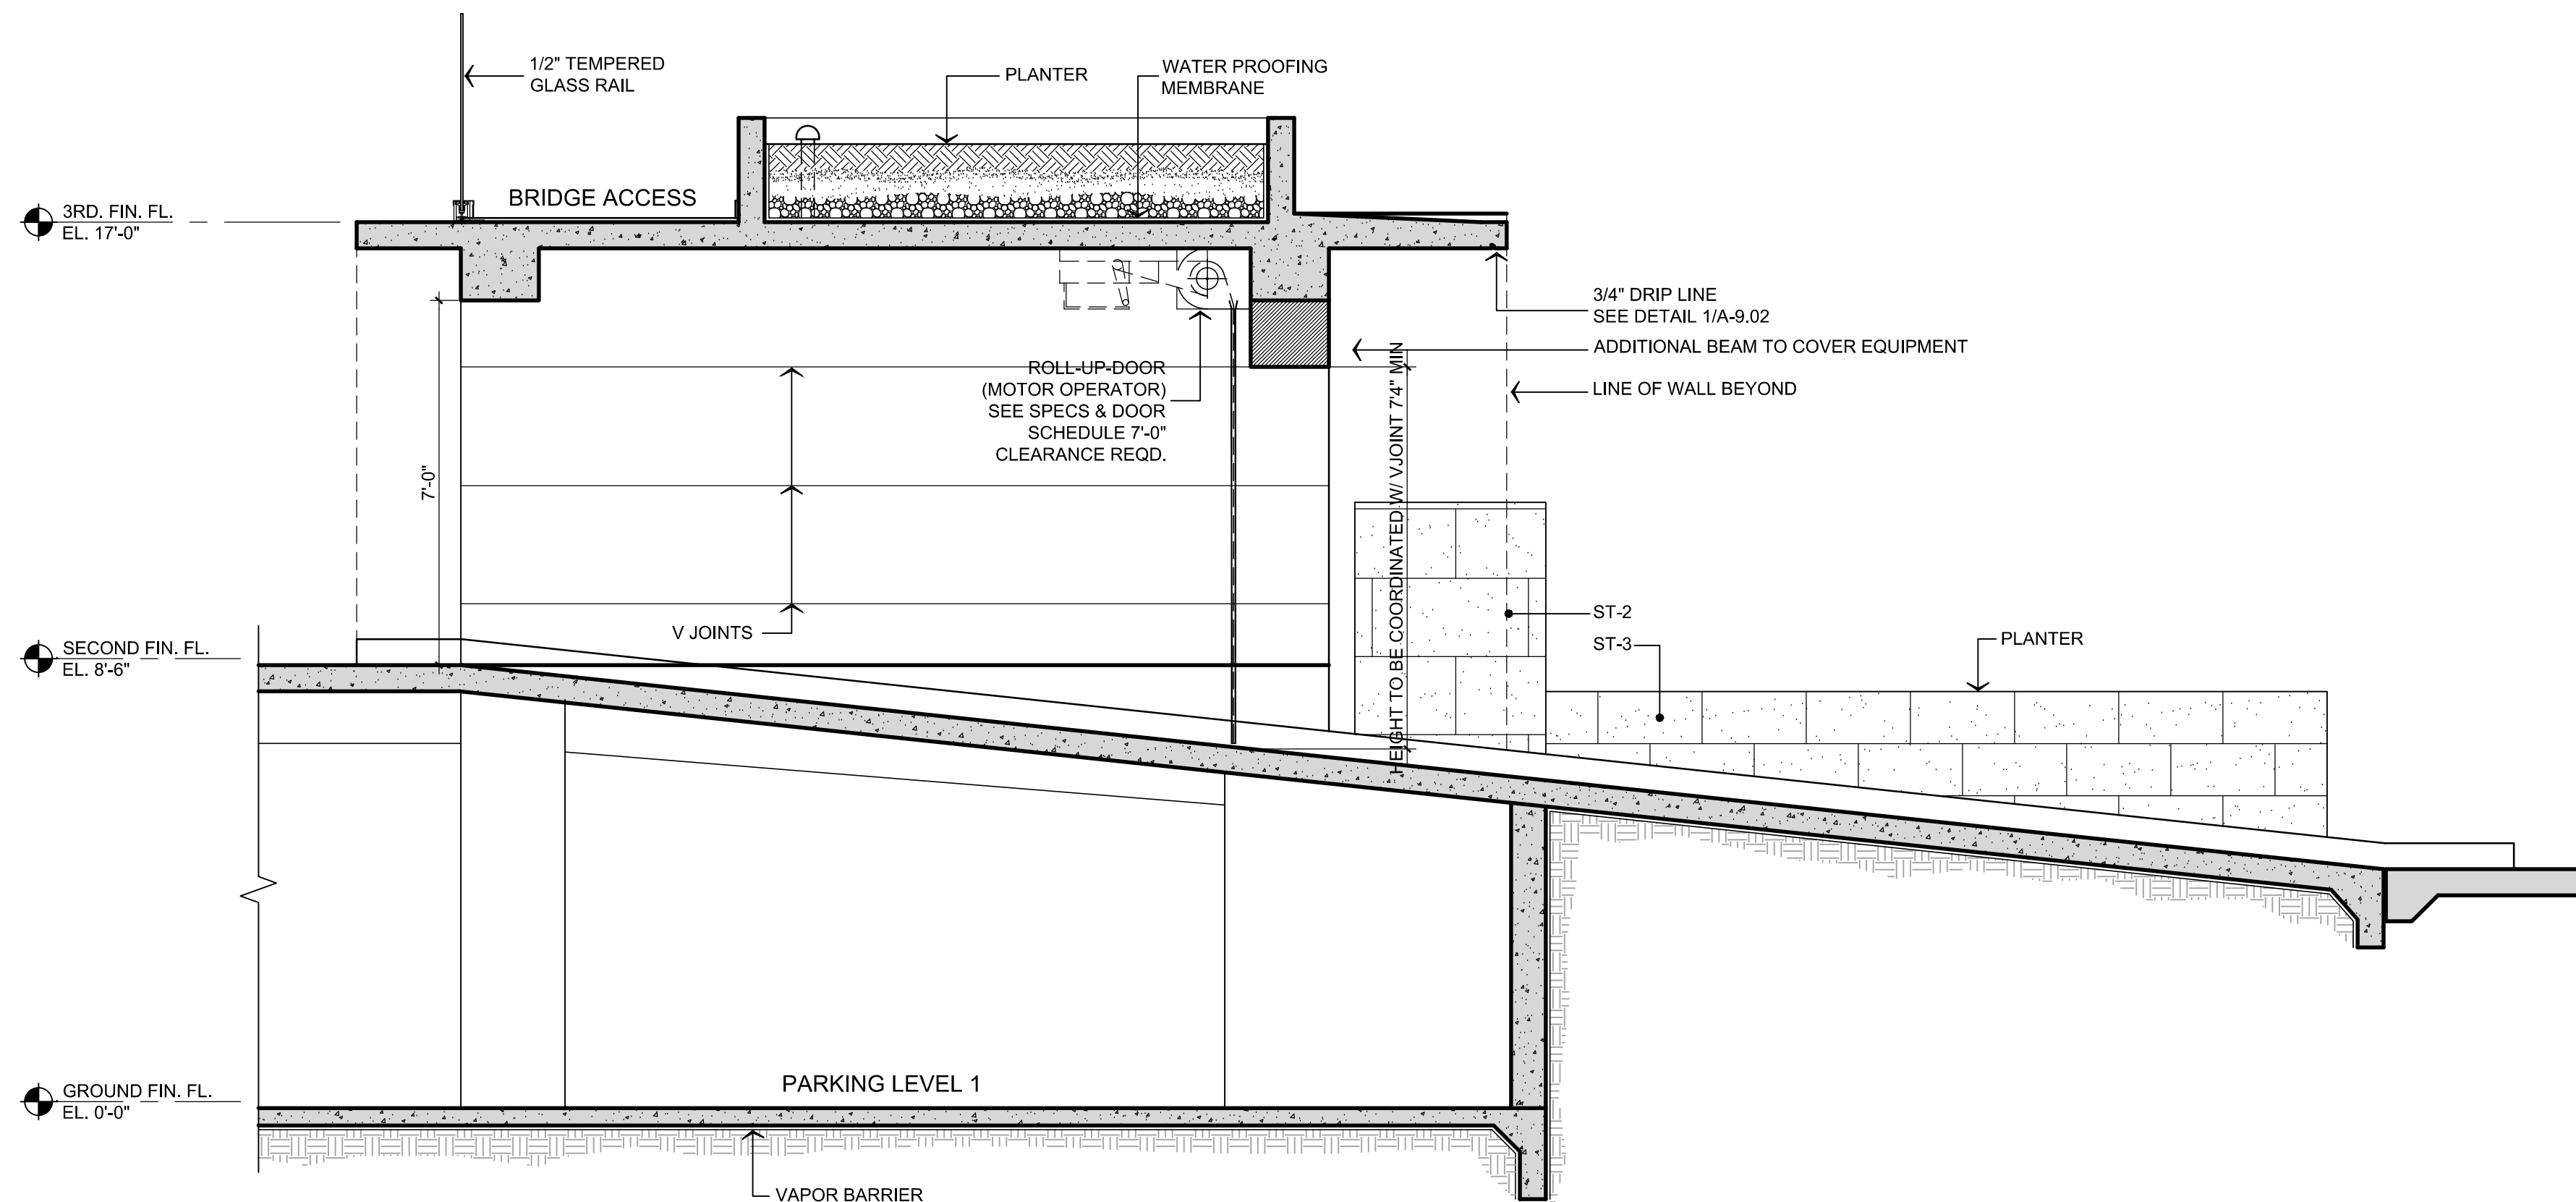 1/2" TEMPERED
GLASS RAIL
PLANTER
WATER PROOFING
MEMBRANE
BRIDGE ACCESS
3RD. FIN. FL.
EL. 17'-0"
3/4" DRIP LINE
SEE DETAIL 1/A-9.02
ADDITIONAL BEAM TO COVER EQUIPMENT
LINE OF WALL BEYOND
ROLL-UP-DOOR
(MOTOR OPERATOR)
SEE SPECS & DOOR
SCHEDULE 7'-0"
CLEARANCE REQD.
7'-0"
HEIGHT TO BE COORDINATED W/ VJOINT 7'4" MIN
V JOINTS
ST-2
ST-3
PLANTER
SECOND FIN. FL.
EL. 8'-6"
PARKING LEVEL 1
GROUND FIN. FL.
EL. 0'-0"
VAPOR BARRIER